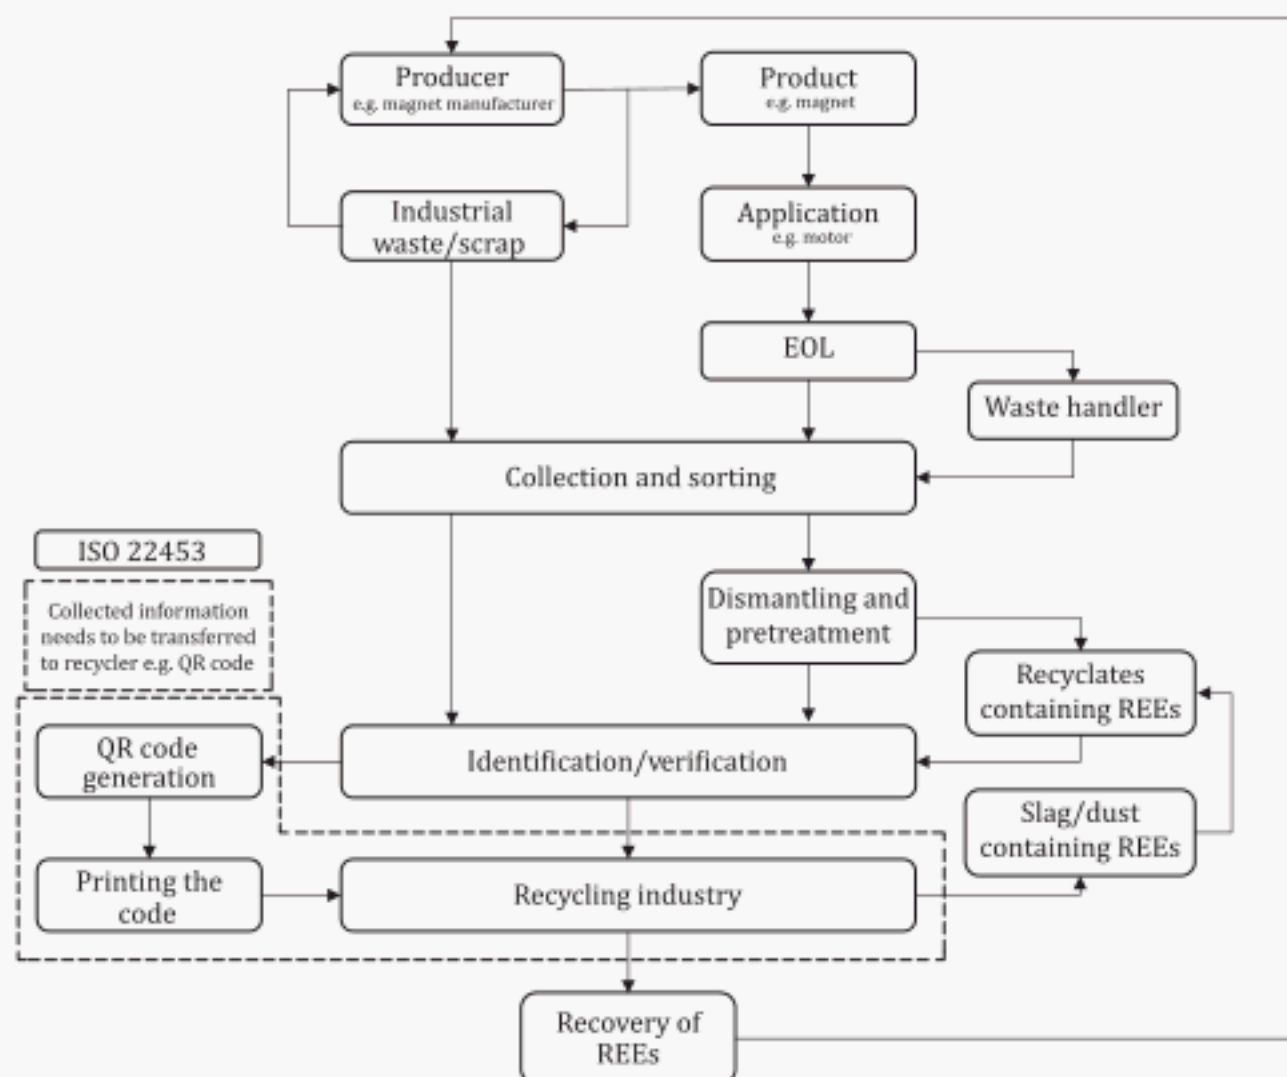 Producer
e.g. magnet manufacturer
Product
e.g. magnet
Industrial
waste/scrap
Application
e.g. motor
EOL
Waste handler
Collection and sorting
ISO 22453
Collected information
needs to be transferred
to recycler e.g. QR code
Dismantling and
pretreatment
Recyclates
containing REEs
QR code
generation
Identification/verification
Slag/dust
containing REEs
Printing the
code
Recycling industry
Recovery of
REEs